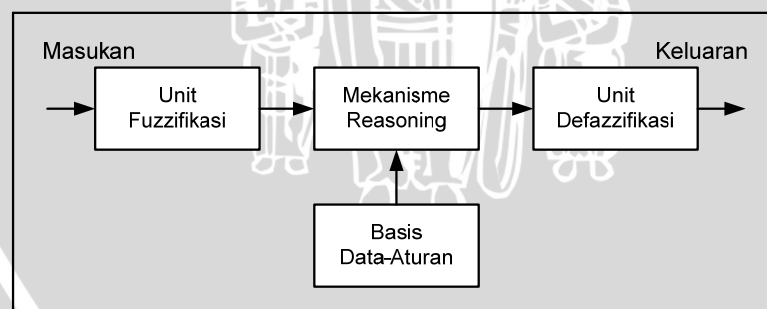 Masukan
Keluaran
Unit
Fuzzifikasi
Mekanisme
Reasoning
Unit
Defazzifikasi
Basis
Data-Aturan